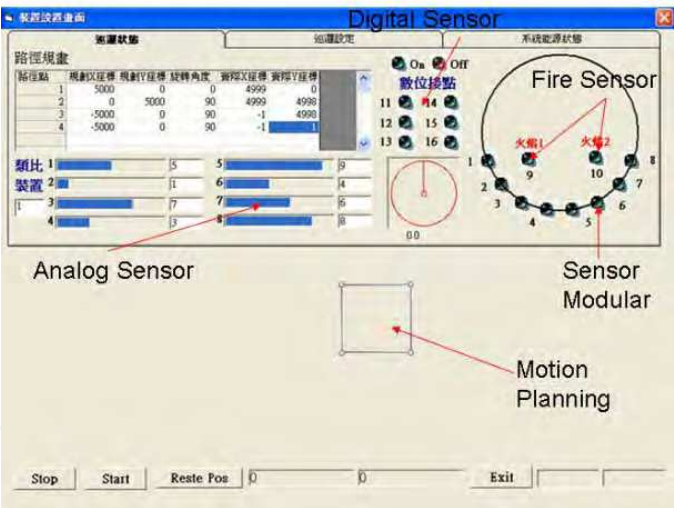 裝置設置畫面
Digital Sensor
巡邏狀態
巡邏設定
系統能源狀態
路徑規畫
路徑點 規劃X座標 規劃Y座標 旋轉角度 實際X座標 實際Y座標
1 5000 0 0 4999 0
2 0 5000 90 4999 4998
3 -5000 0 90 -1 4998
4 -5000 0 90 -1 1
On Off
數位接點
11 14
12 15
13 16
Fire Sensor
火焰1 火焰2
1 2 3 4 5 6 7 8 9 10
類比 1 5 5 9
裝置 2 1 6 4
1 3 7 7 6
4 3 8 8
0.0
Analog Sensor
Sensor
Modular
Motion
Planning
Stop Start Reste Pos 0 0 Exit